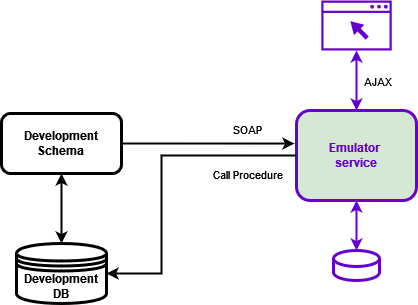 AJAX
SOAP
Development
Schema
Emulator
service
Call Procedure
Development
DB